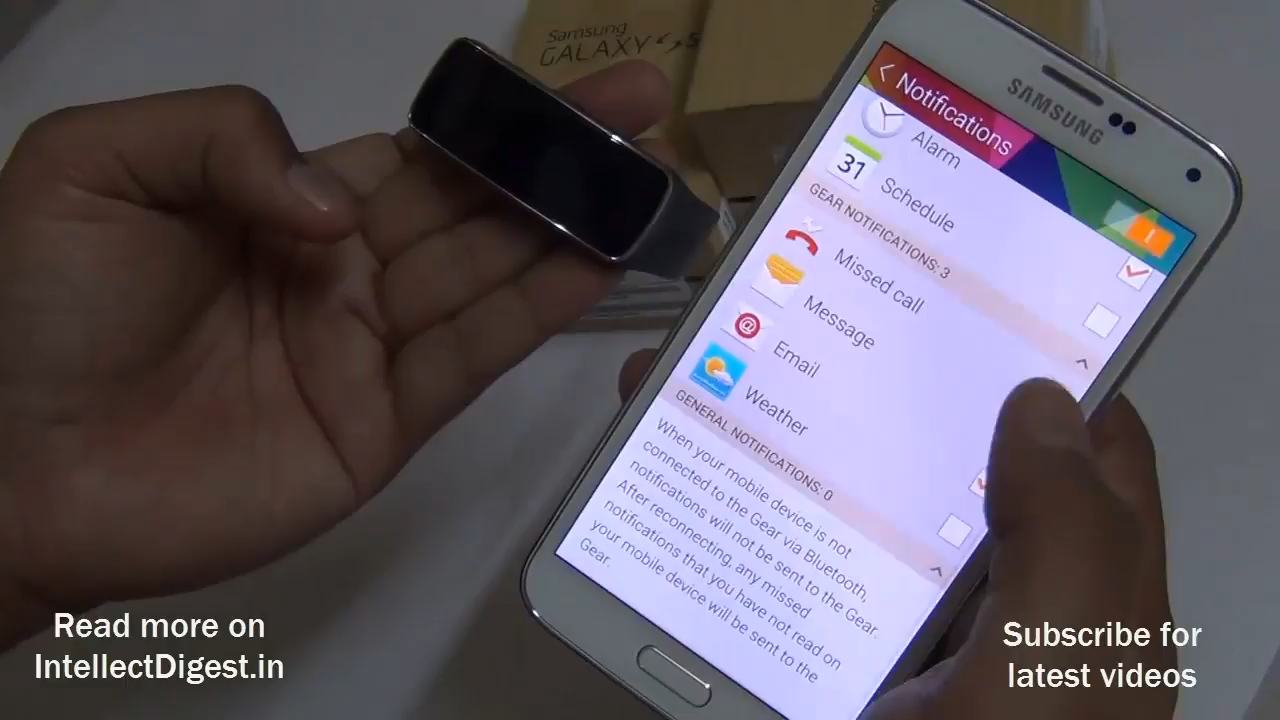 Samsung
GALAXY S5
SAMSUNG
Notifications
Alarm
31
Schedule
GEAR NOTIFICATIONS: 3
Missed call
Message
Email
Weather
GENERAL NOTIFICATIONS: 0
When your mobile device is not
connected to the Gear via Bluetooth,
notifications will not be sent to the Gear.
After reconnecting, any missed
notifications that you have not read on
your mobile device will be sent to the
Gear.
Read more on
IntellectDigest.in
Subscribe for
latest videos